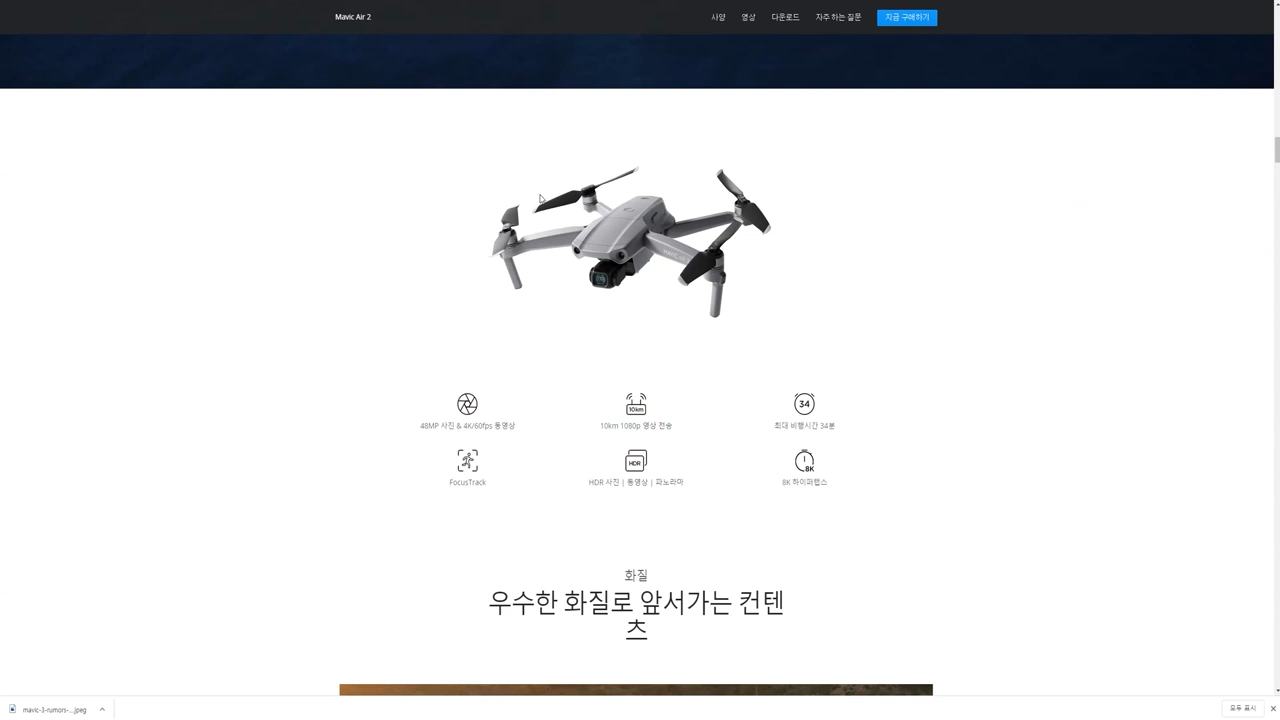 Mavic Air 2
사양
영상
다운로드
자주 하는 질문
지금 구매하기
48MP 사진 & 4K/60fps 동영상
10km
10km 1080p 영상 전송
34
최대 비행시간 34분
FocusTrack
HDR
HDR 사진 | 동영상 | 파노라마
8K
8K 하이퍼랩스
화질
우수한 화질로 앞서가는 컨텐
츠
mavic-3-rumors-....jpeg
모두 표시